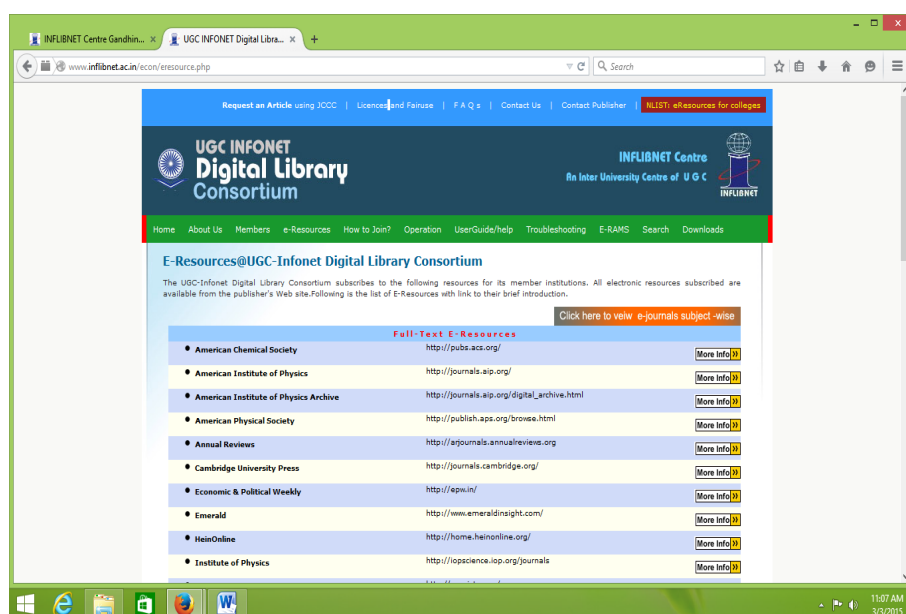 INFLIBNET Centre Gandhin... × UGC INFONET Digital Libra... × +
www.inflibnet.ac.in/econ/eresource.php Search
Request an Article using JCCC | Licences and Fairuse | F A Q s | Contact Us | Contact Publisher | NLIST: eResources for colleges
UGC INFONET
Digital Library
Consortium
INFLIBNET Centre
An Inter University Centre of U G C
INFLIBNET
Home About Us Members e-Resources How to Join? Operation UserGuide/help Troubleshooting E-RAMS Search Downloads
E-Resources@UGC-Infonet Digital Library Consortium
The UGC-Infonet Digital Library Consortium subscribes to the following resources for its member institutions. All electronic resources subscribed are
available from the publisher's Web site.Following is the list of E-Resources with link to their brief introduction.
Click here to veiw e-journals subject -wise
Full-Text E-Resources
American Chemical Society http://pubs.acs.org/ More Info
American Institute of Physics http://journals.aip.org/ More Info
American Institute of Physics Archive http://journals.aip.org/digital_archive.html More Info
American Physical Society http://publish.aps.org/browse.html More Info
Annual Reviews http://arjournals.annualreviews.org More Info
Cambridge University Press http://journals.cambridge.org/ More Info
Economic & Political Weekly http://epw.in/ More Info
Emerald http://www.emeraldinsight.com/ More Info
HeinOnline http://home.heinonline.org/ More Info
Institute of Physics http://iopscience.iop.org/journals More Info
11:07 AM
3/3/2015